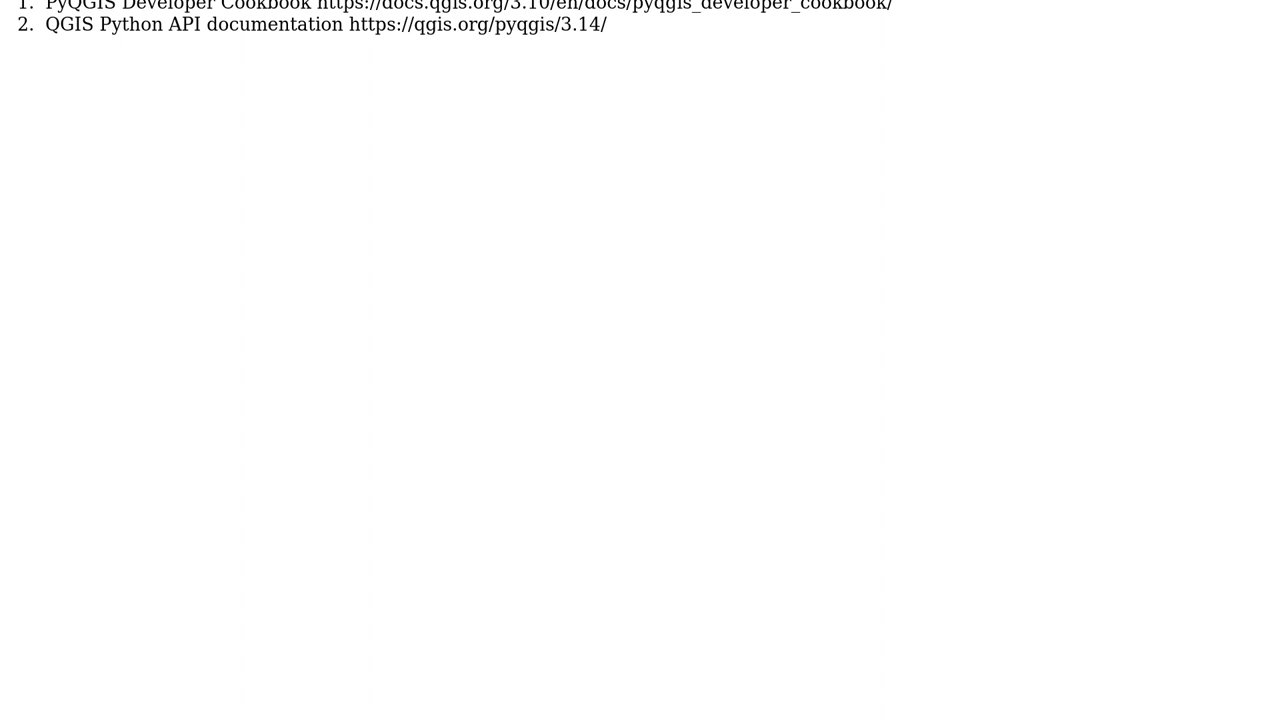 1. PyQGIS Developer Cookbook https://docs.qgis.org/3.10/en/docs/pyqgis_developer_cookbook/
2. QGIS Python API documentation https://qgis.org/pyqgis/3.14/